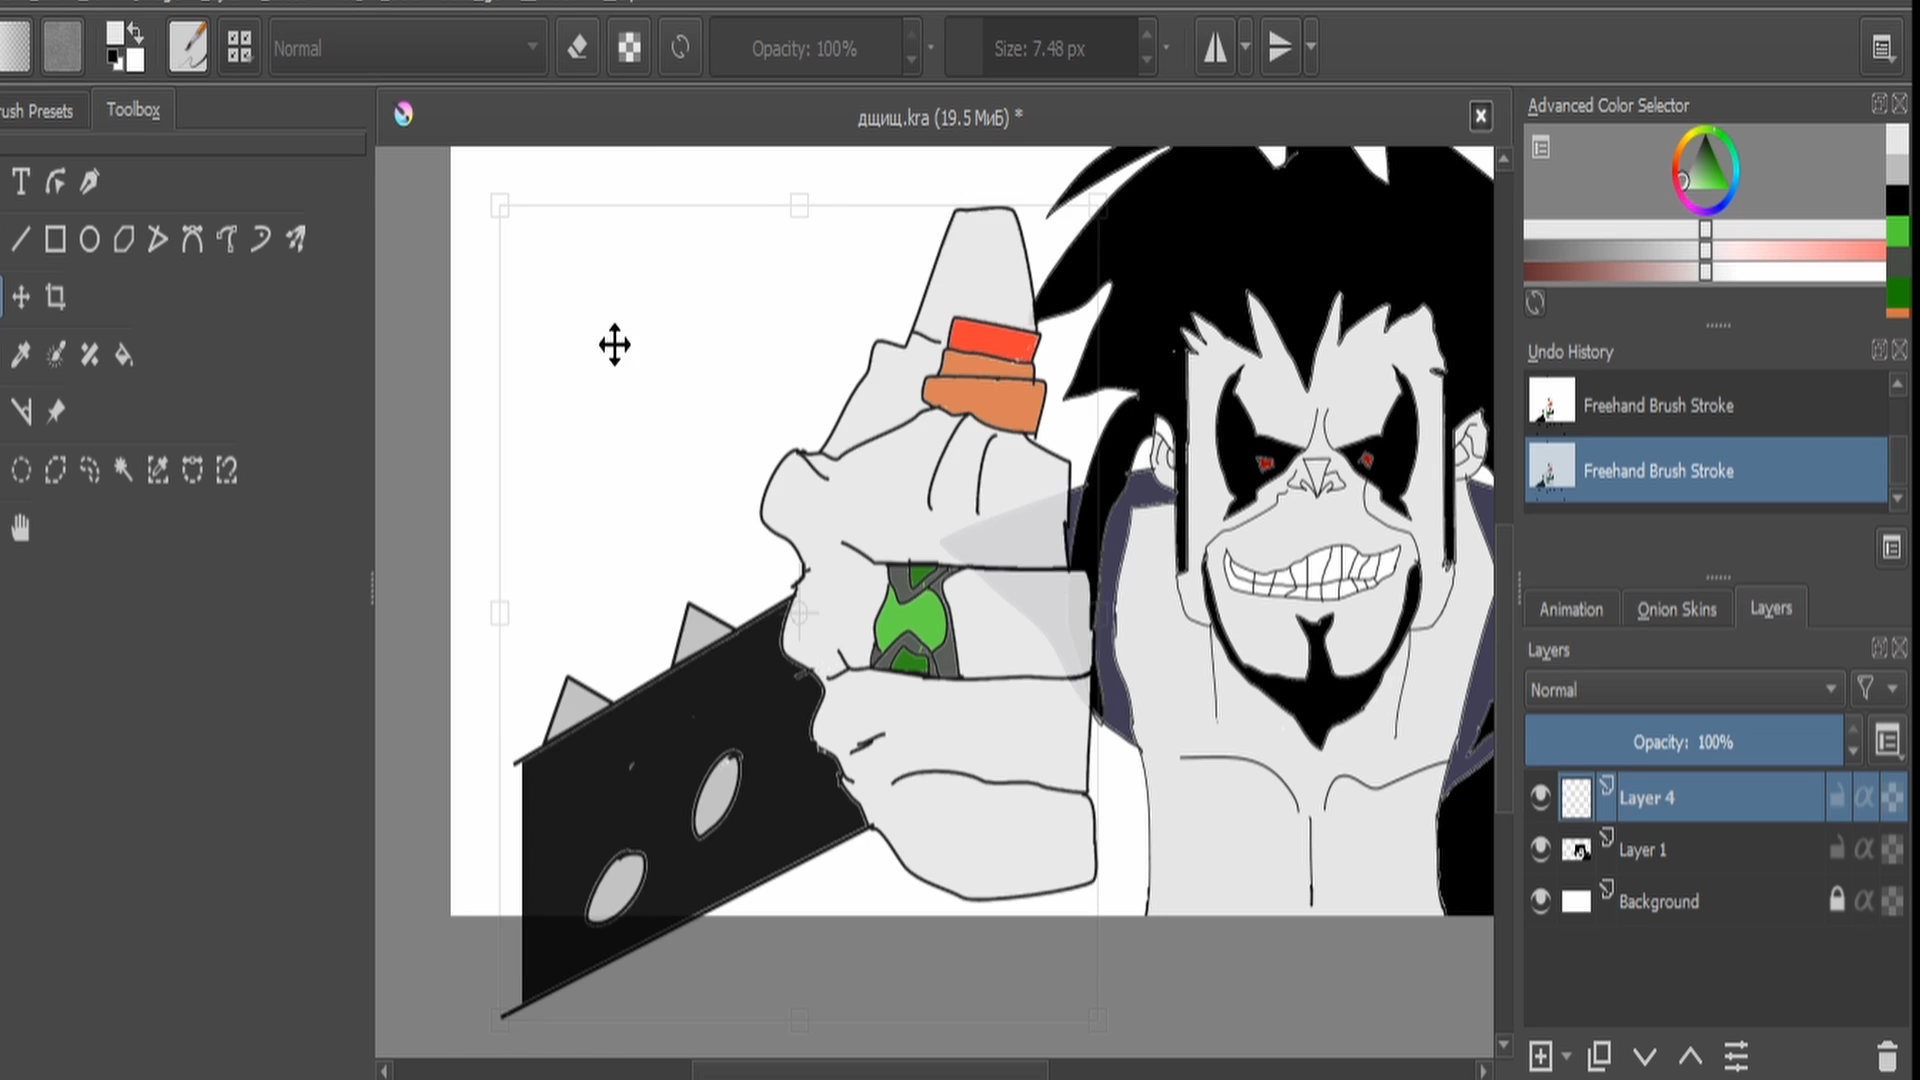 Normal
Opacity: 100%
Size: 7.48 px
rush Presets
Toolbox
дщищ.kra (19.5 МиБ) *
Advanced Color Selector
Undo History
Freehand Brush Stroke
Freehand Brush Stroke
Animation
Onion Skins
Layers
Layers
Normal
Opacity: 100%
Layer 4
Layer 1
Background